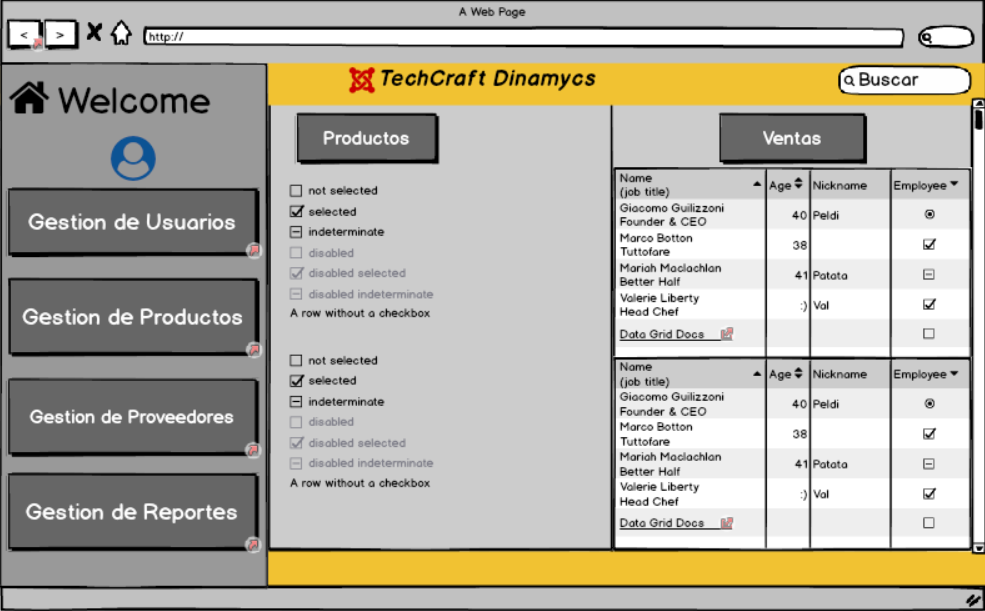 A Web Page
< >
http://
Welcome
TechCraft Dinamycs
Buscar
Gestion de Usuarios
Gestion de Productos
Gestion de Proveedores
Gestion de Reportes
Productos
not selected
selected
indeterminate
disabled
disabled selected
disabled indeterminate
A row without a checkbox
not selected
selected
indeterminate
disabled
disabled selected
disabled indeterminate
A row without a checkbox
Ventas
Name
(job title) Age Nickname Employee
Giacomo Guilizzoni
Founder & CEO 40 Peldi
Marco Botton
Tuttofare 38
Mariah Maclachlan
Better Half 41 Patata
Valerie Liberty
Head Chef :) Val
Data Grid Docs
Name
(job title) Age Nickname Employee
Giacomo Guilizzoni
Founder & CEO 40 Peldi
Marco Botton
Tuttofare 38
Mariah Maclachlan
Better Half 41 Patata
Valerie Liberty
Head Chef :) Val
Data Grid Docs